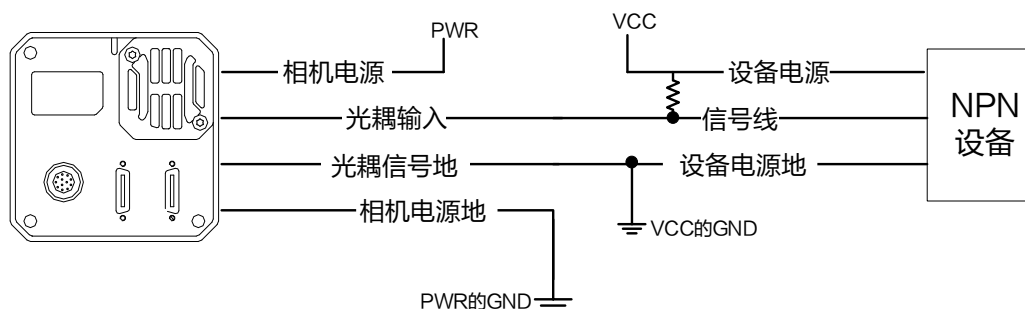 PWR
VCC
相机电源
设备电源
光耦输入
信号线
NPN
设备
光耦信号地
设备电源地
相机电源地
VCC的GND
PWR的GND